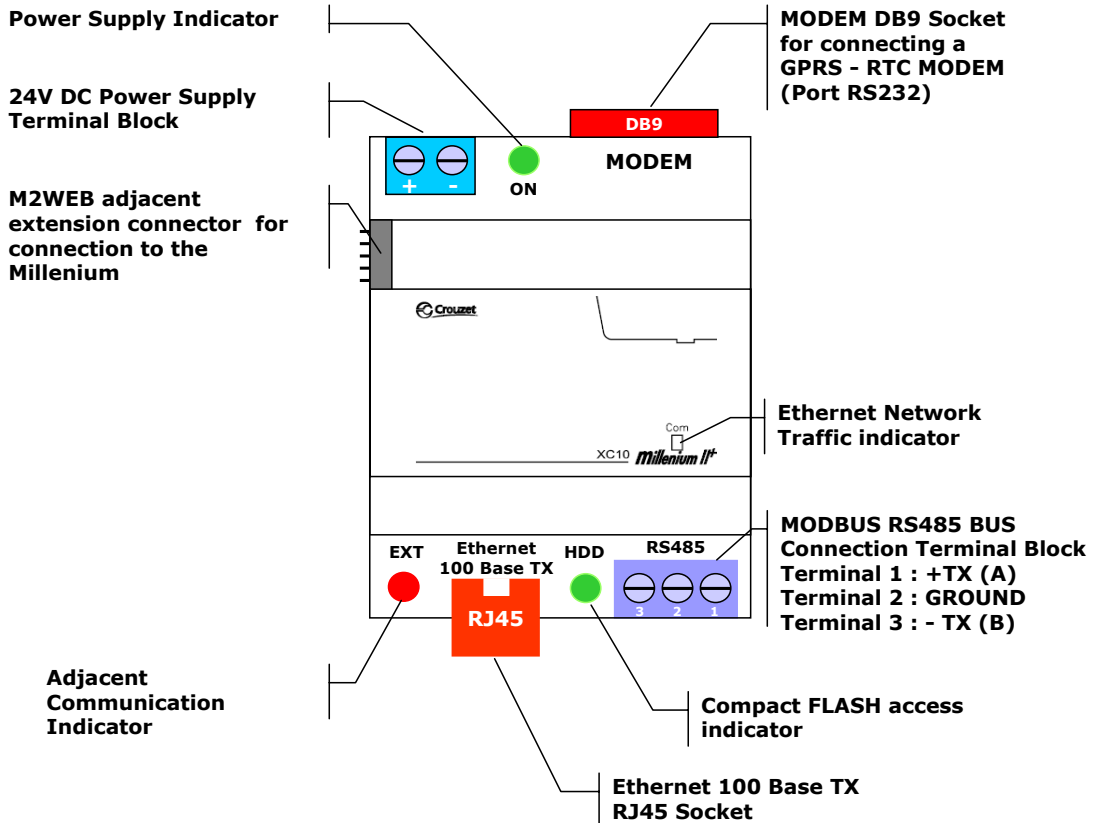 Power Supply Indicator
MODEM DB9 Socket
for connecting a
GPRS - RTC MODEM
(Port RS232)
24V DC Power Supply
Terminal Block
DB9
MODEM
+ -
ON
M2WEB adjacent
extension connector for
connection to the
Millenium
Crouzet
Ethernet Network
Traffic indicator
Com
XC10 Millenium II+
MODBUS RS485 BUS
Connection Terminal Block
Terminal 1 : +TX (A)
Terminal 2 : GROUND
Terminal 3 : - TX (B)
EXT
Ethernet
100 Base TX
HDD
RS485
RJ45
3 2 1
Adjacent
Communication
Indicator
Compact FLASH access
indicator
Ethernet 100 Base TX
RJ45 Socket